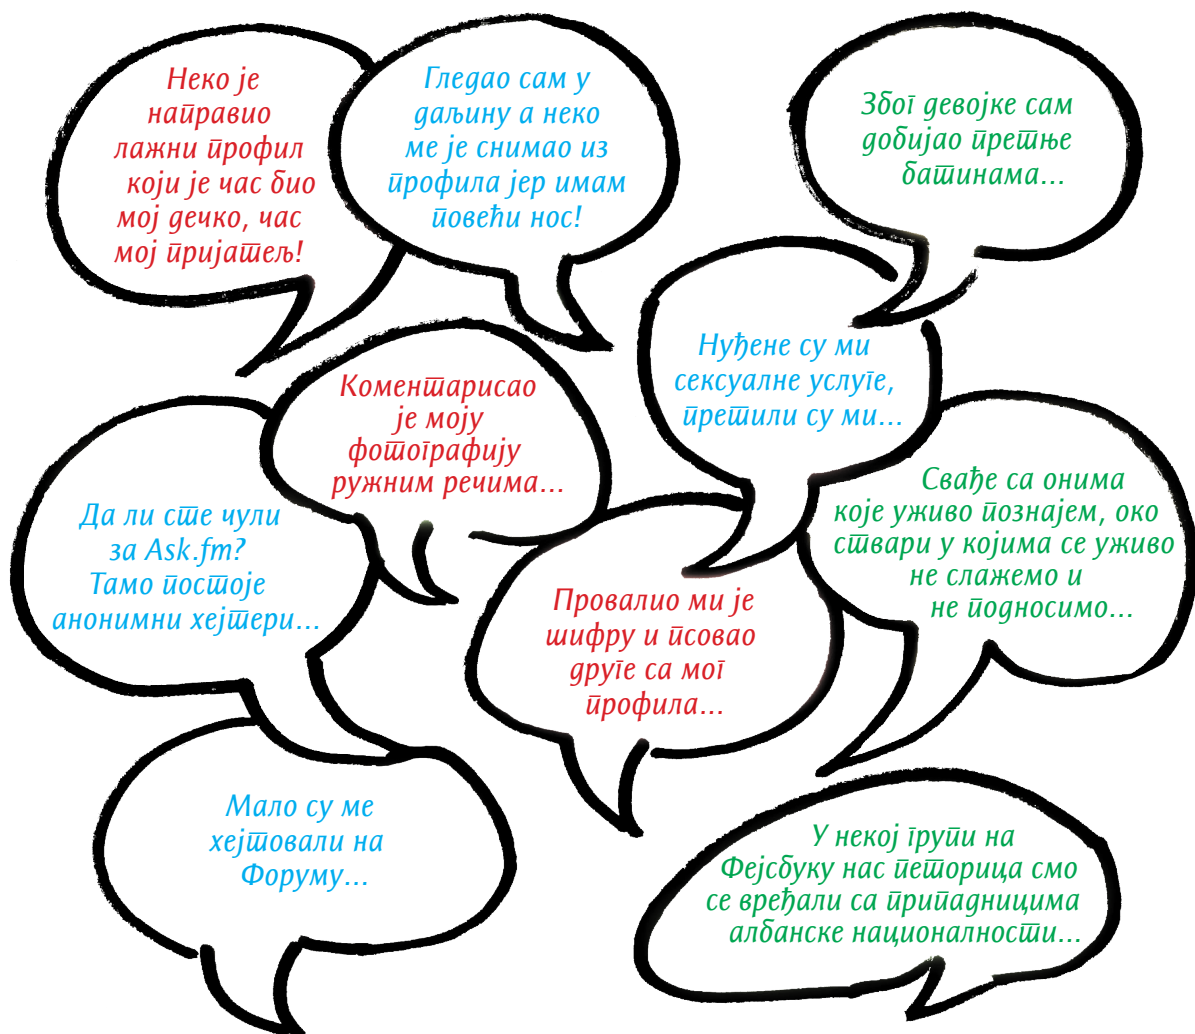 Неко је
направио
лажни профил
који је час био
мој дечко, час
мој пријатељ!
Гледао сам у
даљину а неко
ме је снимао из
профила јер имам
повећи нос!
Због девојке сам
добијао претње
батинама...
Нуђене су ми
сексуалне услуге,
претили су ми...
Коментарисао
је моју
фотографију
ружним речима...
Свађе са онима
које уживо познајем, око
ствари у којима се уживо
не слажемо и
не подносимо...
Да ли сте чули
за Ask.fm?
Тамо постоје
анонимни хејтери...
Провалио ми је
шифру и псовао
друге са мог
профила...
Мало су ме
хејтовали на
Форуму...
У некој групи на
Фејсбуку нас петорица смо
се вређали са припадницима
албанске националности...